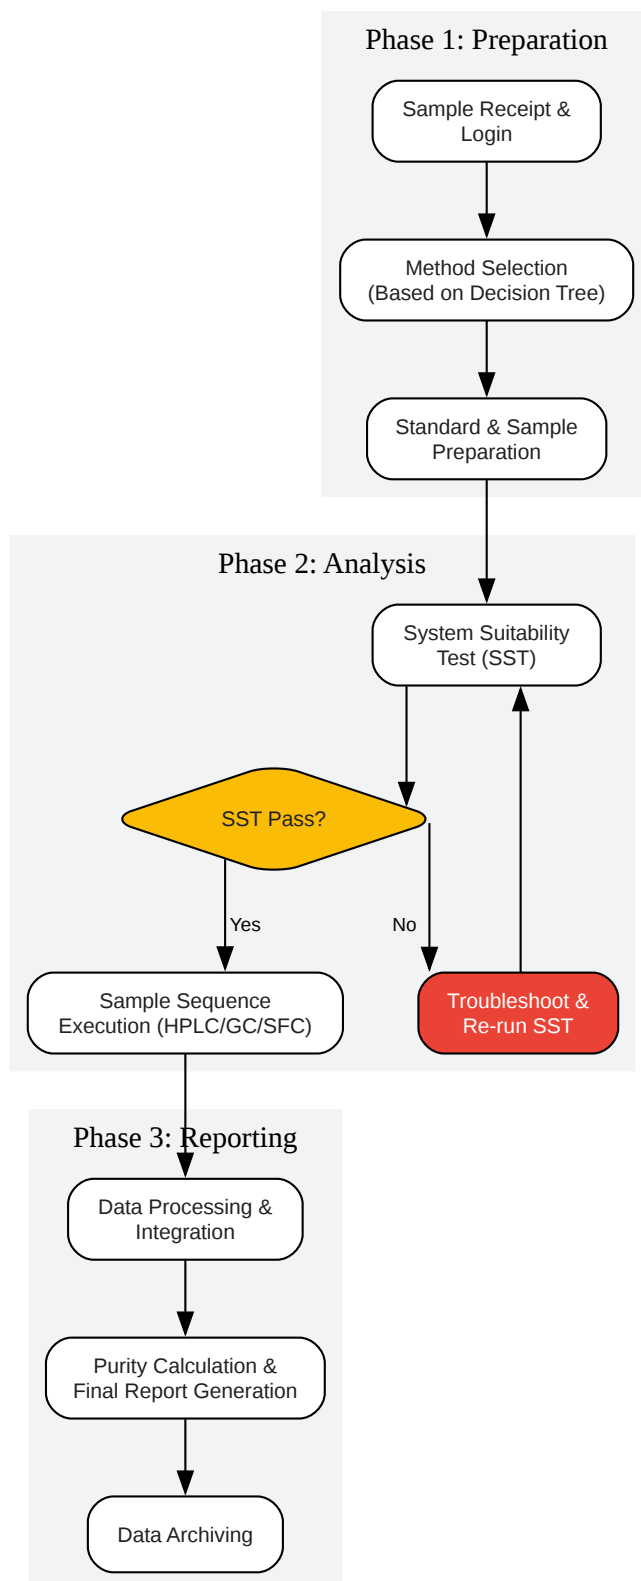 Phase 1: Preparation
Sample Receipt &
Login
Method Selection
(Based on Decision Tree)
Standard & Sample
Preparation
Phase 2: Analysis
System Suitability
Test (SST)
SST Pass?
Yes
No
Sample Sequence
Execution (HPLC/GC/SFC)
Troubleshoot &
Re-run SST
Phase 3: Reporting
Data Processing &
Integration
Purity Calculation &
Final Report Generation
Data Archiving